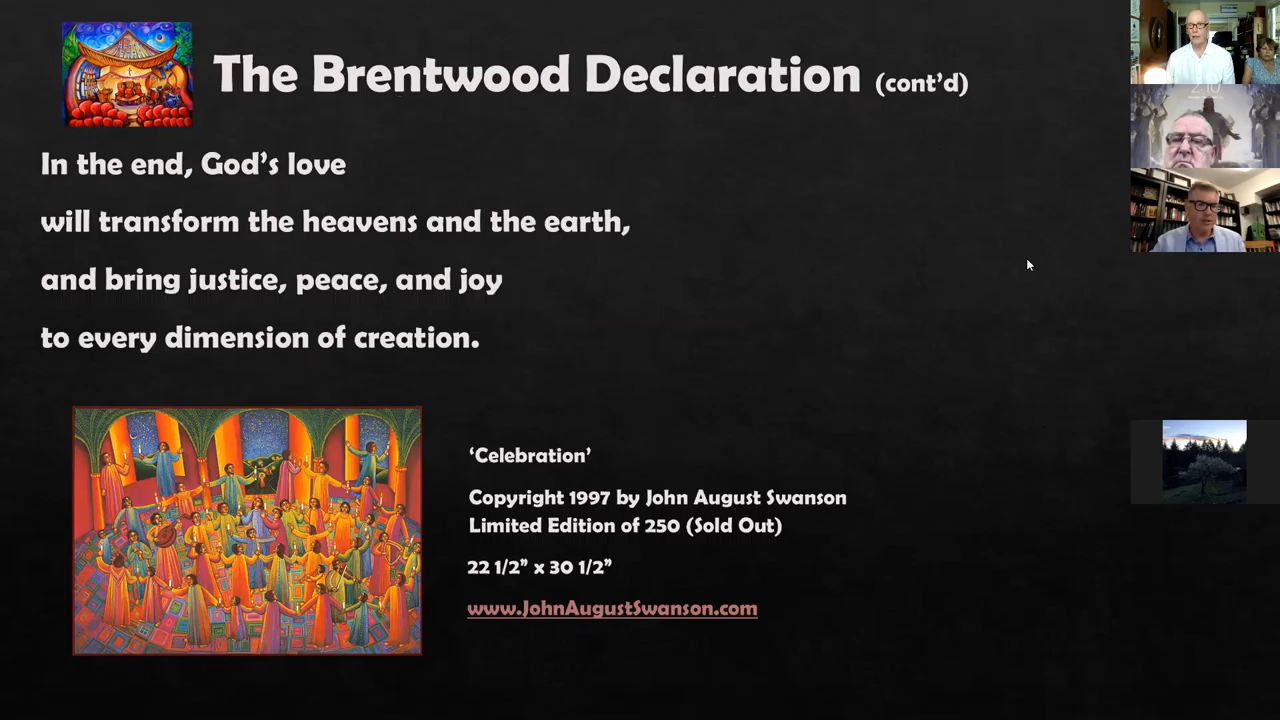 The Brentwood Declaration (cont'd)
In the end, God's love
will transform the heavens and the earth,
and bring justice, peace, and joy
to every dimension of creation.
'Celebration'
Copyright 1997 by John August Swanson
Limited Edition of 250 (Sold Out)
22 1/2" x 30 1/2"
www.JohnAugustSwanson.com